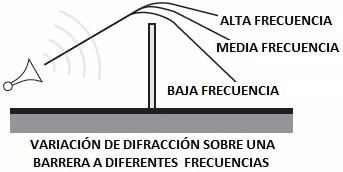 ALTA FRECUENCIA
MEDIA FRECUENCIA
BAJA FRECUENCIA
VARIACIÓN DE DIFRACCIÓN SOBRE UNA
BARRERA A DIFERENTES FRECUENCIAS